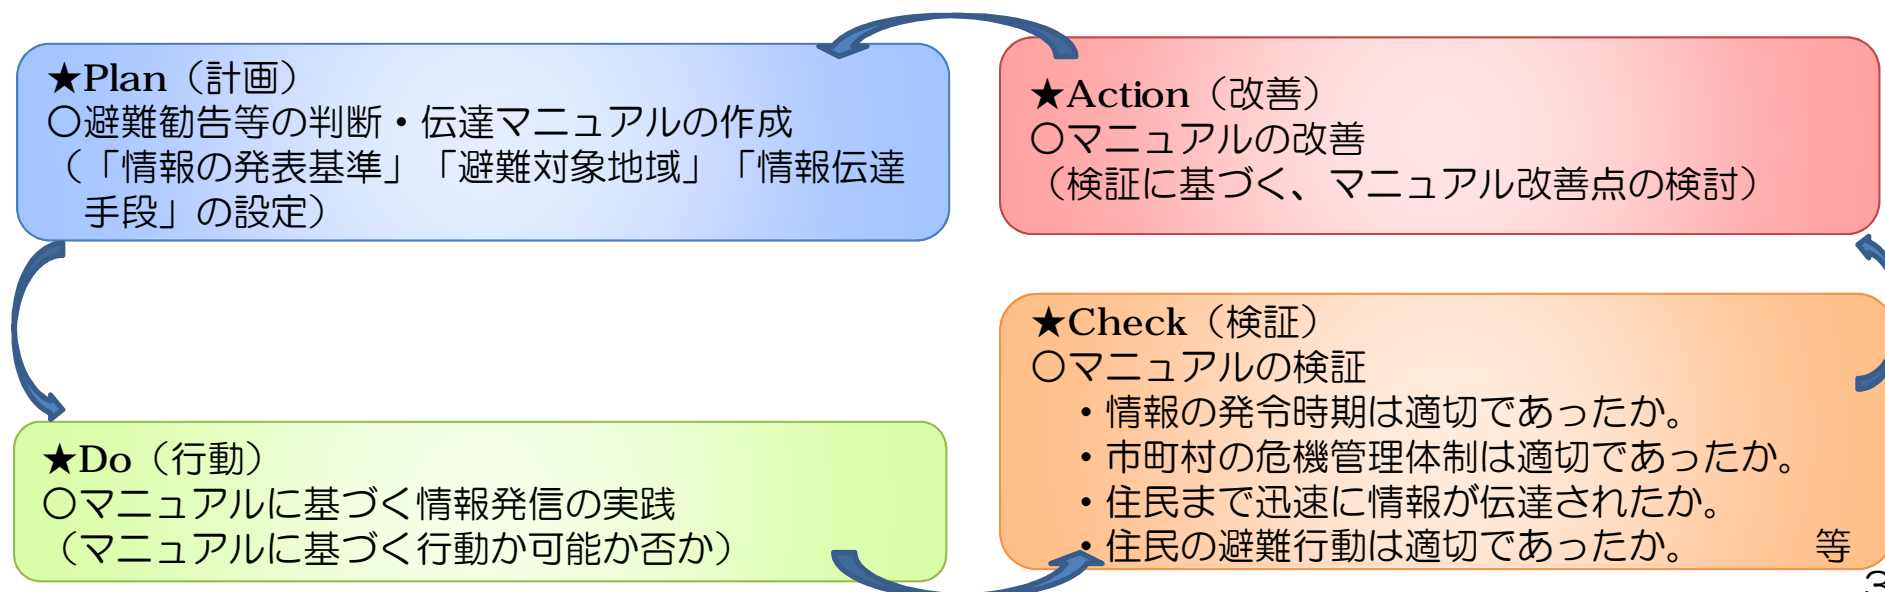 ★Plan（計画）
〇避難勧告等の判断・伝達マニュアルの作成
（「情報の発表基準」「避難対象地域」「情報伝達
手段」の設定）
★Do（行動）
〇マニュアルに基づく情報発信の実践
（マニュアルに基づく行動か可能か否か）
★Check（検証）
〇マニュアルの検証
・情報の発令時期は適切であったか。
・市町村の危機管理体制は適切であったか。
・住民まで迅速に情報が伝達されたか。
・住民の避難行動は適切であったか。　　　等
★Action（改善）
〇マニュアルの改善
（検証に基づく、マニュアル改善点の検討）